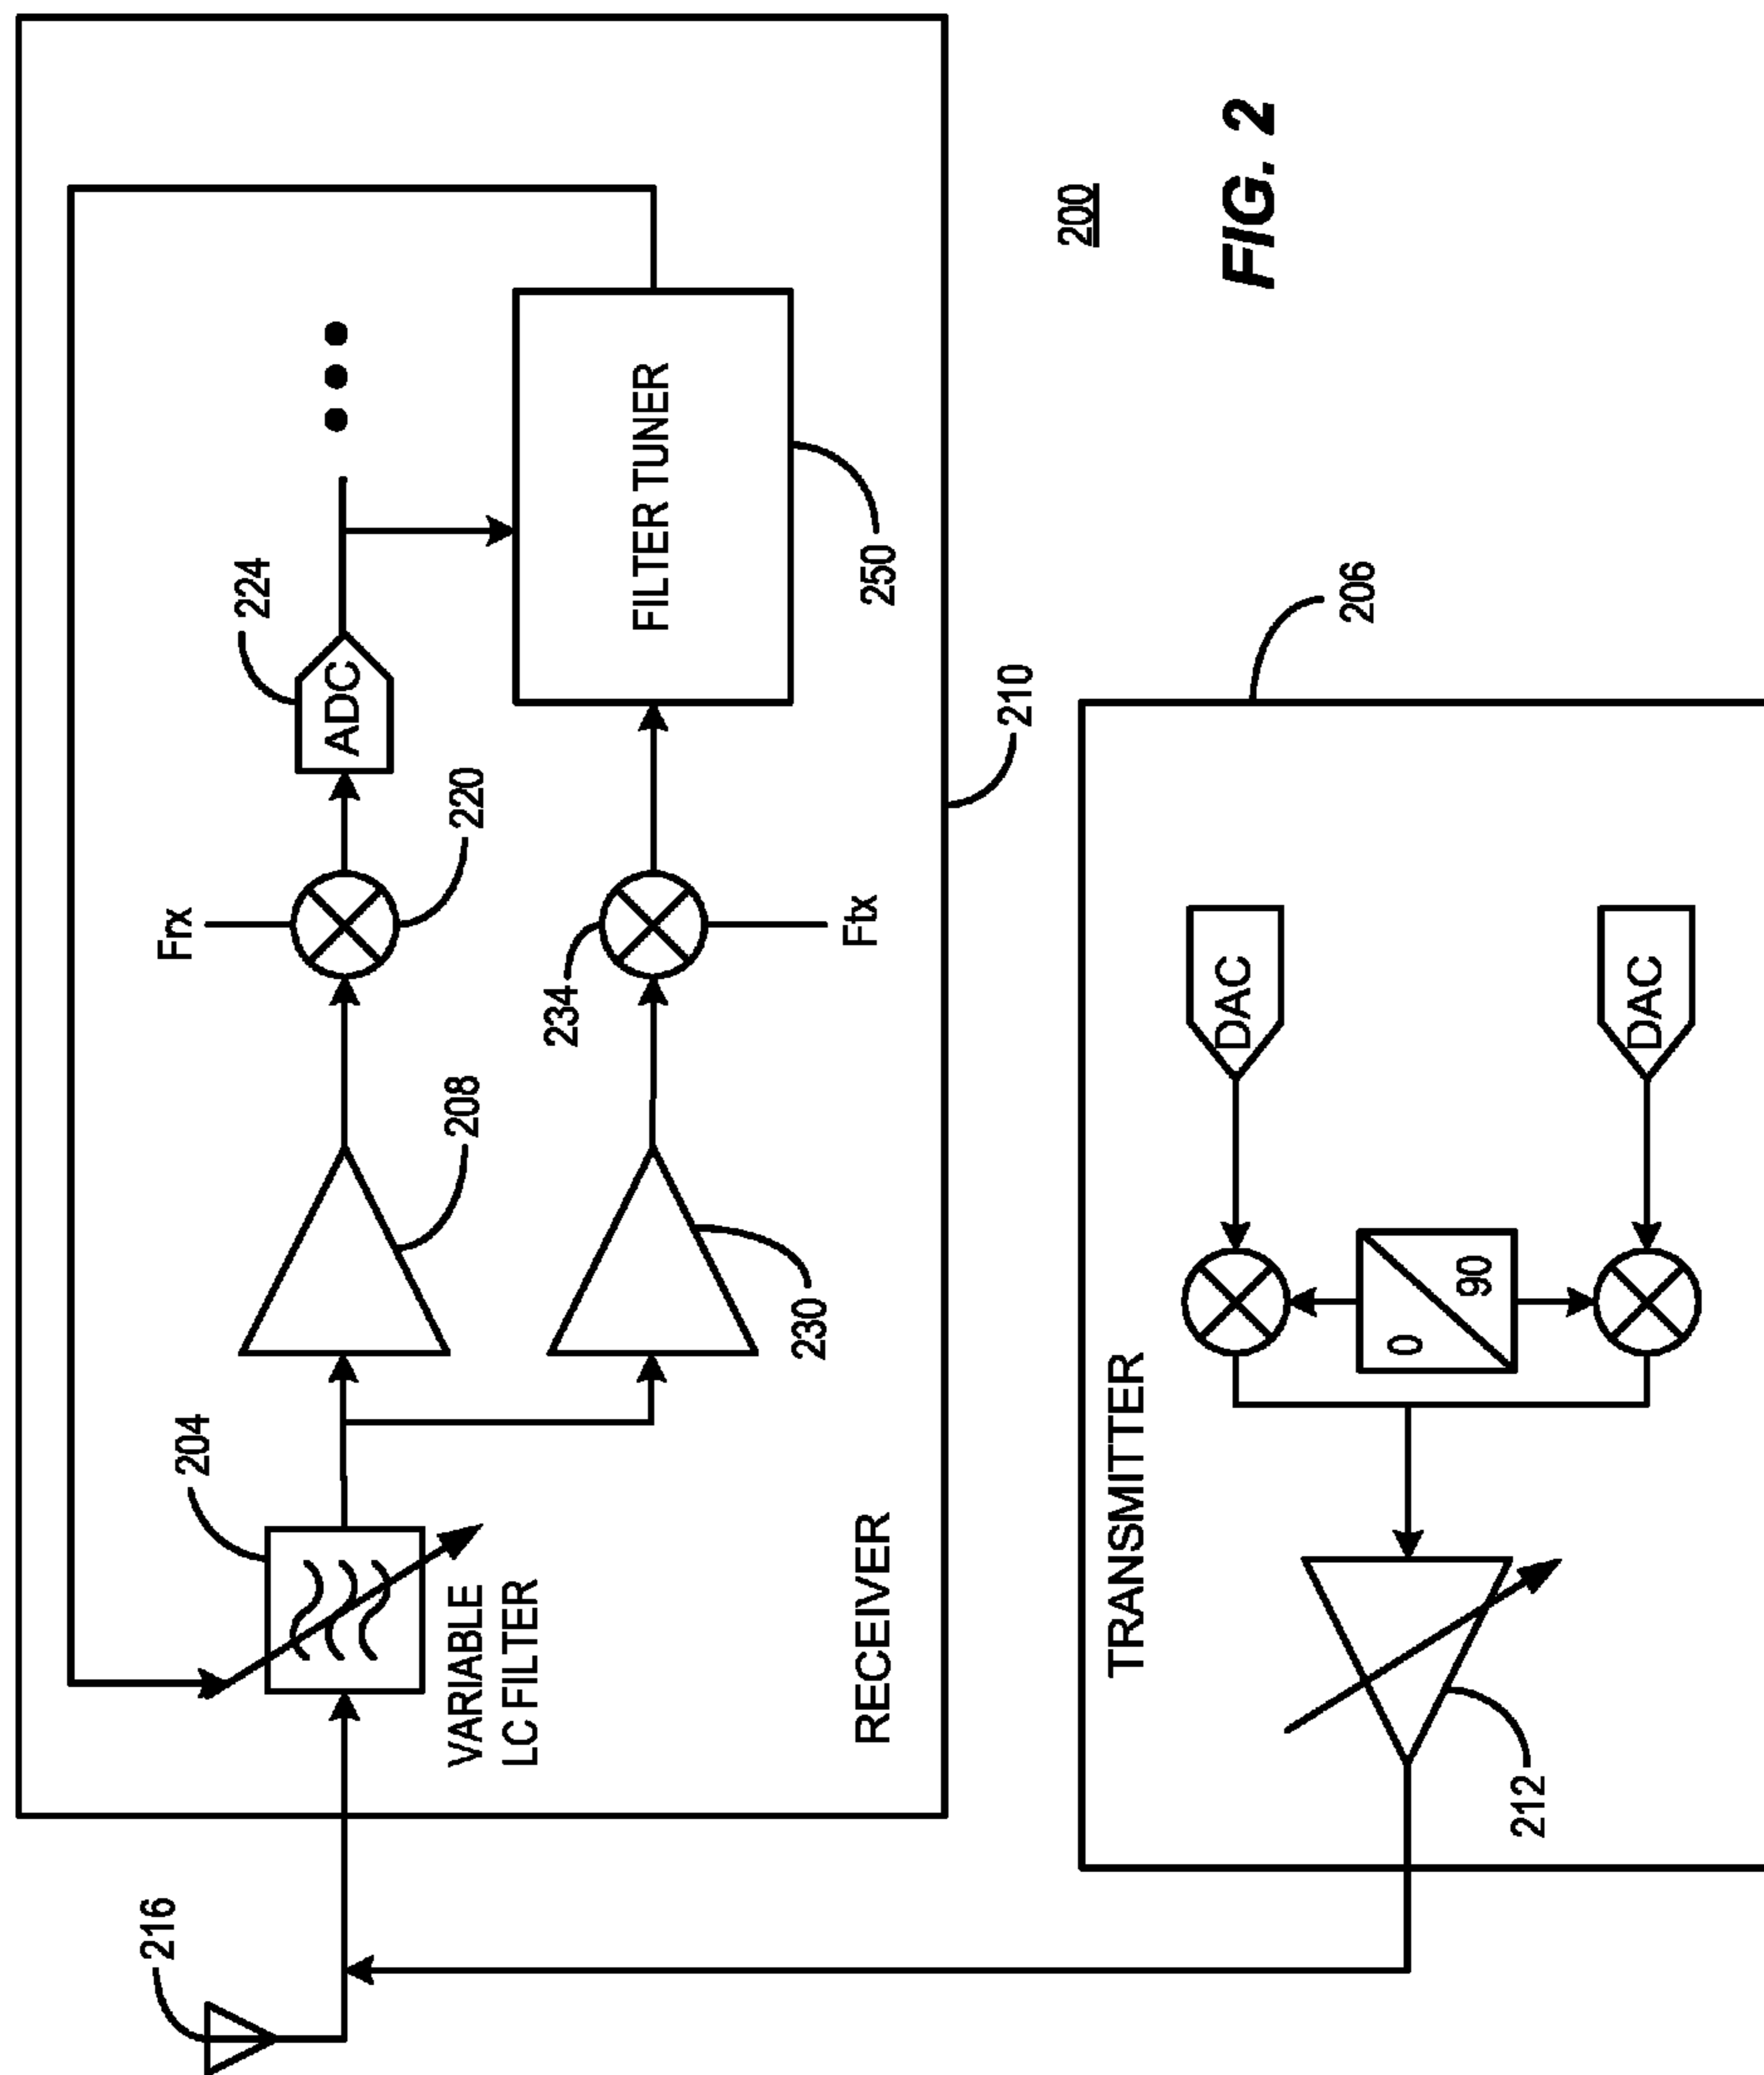 216
204
VARIABLE
LC FILTER
208
230
Frx
220
234
Ftx
ADC
224
FILTER TUNER
250
RECEIVER
210
TRANSMITTER
206
212
0
90
DAC
DAC
200
FIG. 2